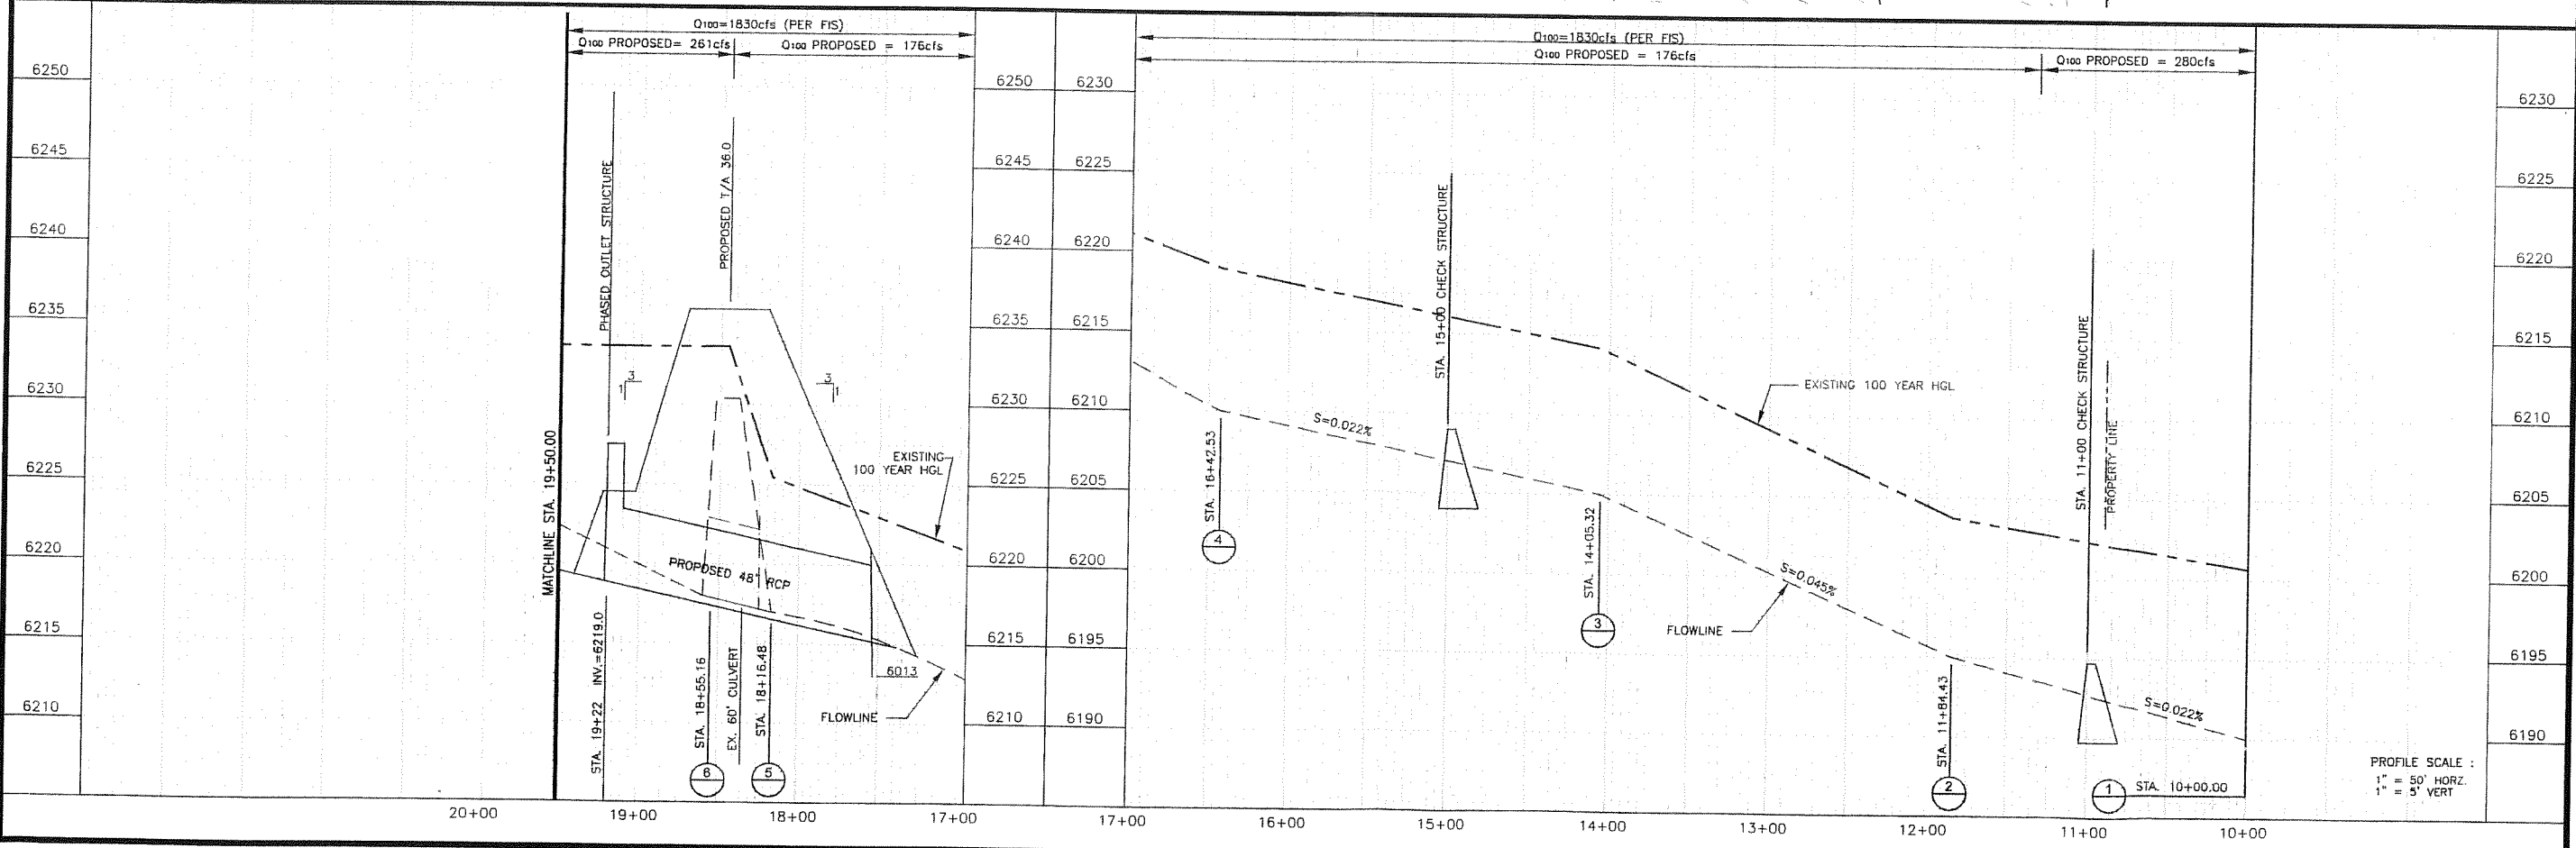 Q100=1830cfs (PER FIS)
Q100 PROPOSED= 261cfs
Q100 PROPOSED = 176cfs
Q100=1830cfs (PER FIS)
Q100 PROPOSED = 176cfs
Q100 PROPOSED = 280cfs
6250
6245
6240
6235
6230
6225
6220
6215
6210
MATCHLINE STA. 19+50.00
PHASED OUTLET STRUCTURE
PROPOSED T/A 36.0
3
1
3
1
EXISTING
100 YEAR HGL
PROPOSED 48" RCP
STA. 19+22 INV.=6219.0
STA. 18+55.16
EX. 60' CULVERT
STA. 18+16.48
6013
FLOWLINE
6
5
6250
6245
6240
6235
6230
6225
6220
6215
6210
6230
6225
6220
6215
6210
6205
6200
6195
6190
STA. 15+00 CHECK STRUCTURE
S=0.022%
STA. 16+42.53
4
STA. 14+05.32
3
EXISTING 100 YEAR HGL
S=0.045%
FLOWLINE
STA. 11+84.43
2
STA. 11+00 CHECK STRUCTURE
PROPERTY LINE
S=0.022%
1
STA. 10+00.00
6230
6225
6220
6215
6210
6205
6200
6195
6190
PROFILE SCALE :
1" = 50' HORZ.
1" = 5' VERT
20+00
19+00
18+00
17+00
17+00
16+00
15+00
14+00
13+00
12+00
11+00
10+00